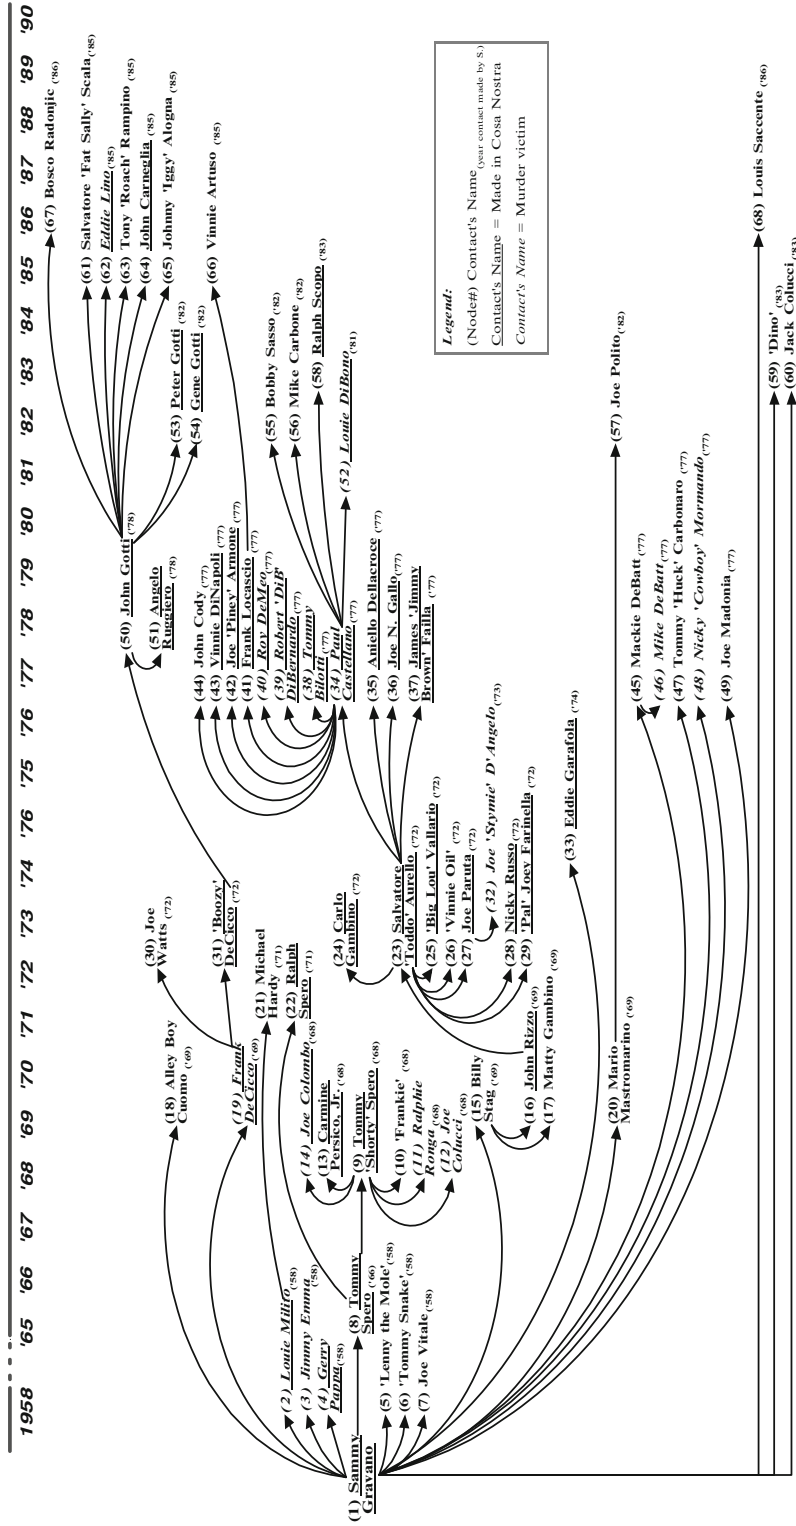 1958 '65 '66 '67 '68 '69 '70 '71 '72 '73 '74 '76 '75 '76 '77 '78 '79 '80 '81 '82 '83 '84 '85 '86 '87 '88 '89 '90
(67) Bosco Radonjic ('86)
(61) Salvatore 'Fat Sally' Scala('85)
(62) Eddie Lino('85)
(63) Tony 'Roach' Rampino ('85)
(64) John Carneglia ('85)
(65) Johnny 'Iggy' Alogna ('85)
(66) Vinnie Artuso ('85)
(50) John Gotti ('78)
(51) Angelo
Ruggiero ('78)
(53) Peter Gotti ('82)
(54) Gene Gotti ('82)
(55) Bobby Sasso ('82)
(56) Mike Carbone ('82)
(58) Ralph Scopo ('83)
(52) Louie DiBono('81)
(44) John Cody('77)
(43) Vinnie DiNapoli ('77)
(42) Joe 'Piney' Armone ('77)
(41) Frank Locascio('77)
(40) Roy DeMeo('77)
(39) Robert 'DiB'
DiBernardo('77)
(38) Tommy
Bilotti('77)
(34) Paul
Castellano('77)
(35) Aniello Dellacroce('77)
(36) Joe N. Gallo('77)
(37) James 'Jimmy
Brown' Failla ('77)
(30) Joe
Watts ('72)
(31) 'Boozy'
DeCicco ('72)
(21) Michael
Hardy ('71)
(22) Ralph
Spero ('71)
(24) Carlo
Gambino ('72)
(23) Salvatore
'Toddo' Aurello ('72)
(25) 'Big Lou' Vallario ('72)
(26) 'Vinnie Oil' ('72)
(27) Joe Paruta ('72)
(32) Joe 'Stymie' D'Angelo('73)
(28) Nicky Russo('72)
(29) 'Pal' Joey Farinella ('72)
(33) Eddie Garafola ('74)
(18) Alley Boy
Cuomo ('69)
(19) Frank
DeCicco ('69)
(14) Joe Colombo('68)
(13) Carmine
Persico, Jr. ('68)
(9) Tommy
'Shorty' Spero ('68)
(10) 'Frankie' ('68)
(11) Ralphie
Ronga ('68)
(12) Joe
Colucci ('68)
(15) Billy
Stag ('69)
(16) John Rizzo('69)
(17) Matty Gambino ('69)
(20) Mario
Mastromarino ('69)
(2) Louie Milito('58)
(3) Jimmy Emma('58)
(4) Gerry
Pappa('58)
(8) Tommy
Spero ('66)
(5) 'Lenny the Mole'('58)
(6) 'Tommy Snake'('58)
(7) Joe Vitale('58)
(1) Sammy
Gravano
(57) Joe Polito('82)
(45) Mackie DeBatt('77)
(46) Mike DeBatt('77)
(47) Tommy 'Huck' Carbonaro ('77)
(48) Nicky 'Cowboy' Mormando('77)
(49) Joe Madonia ('77)
(68) Louis Saccente ('86)
(59) 'Dino'('83)
(60) Jack Colucci('83)
Legend:
(Node#) Contact's Name(year contact made by S.)
Contact's Name = Made in Cosa Nostra
Contact's Name = Murder victim